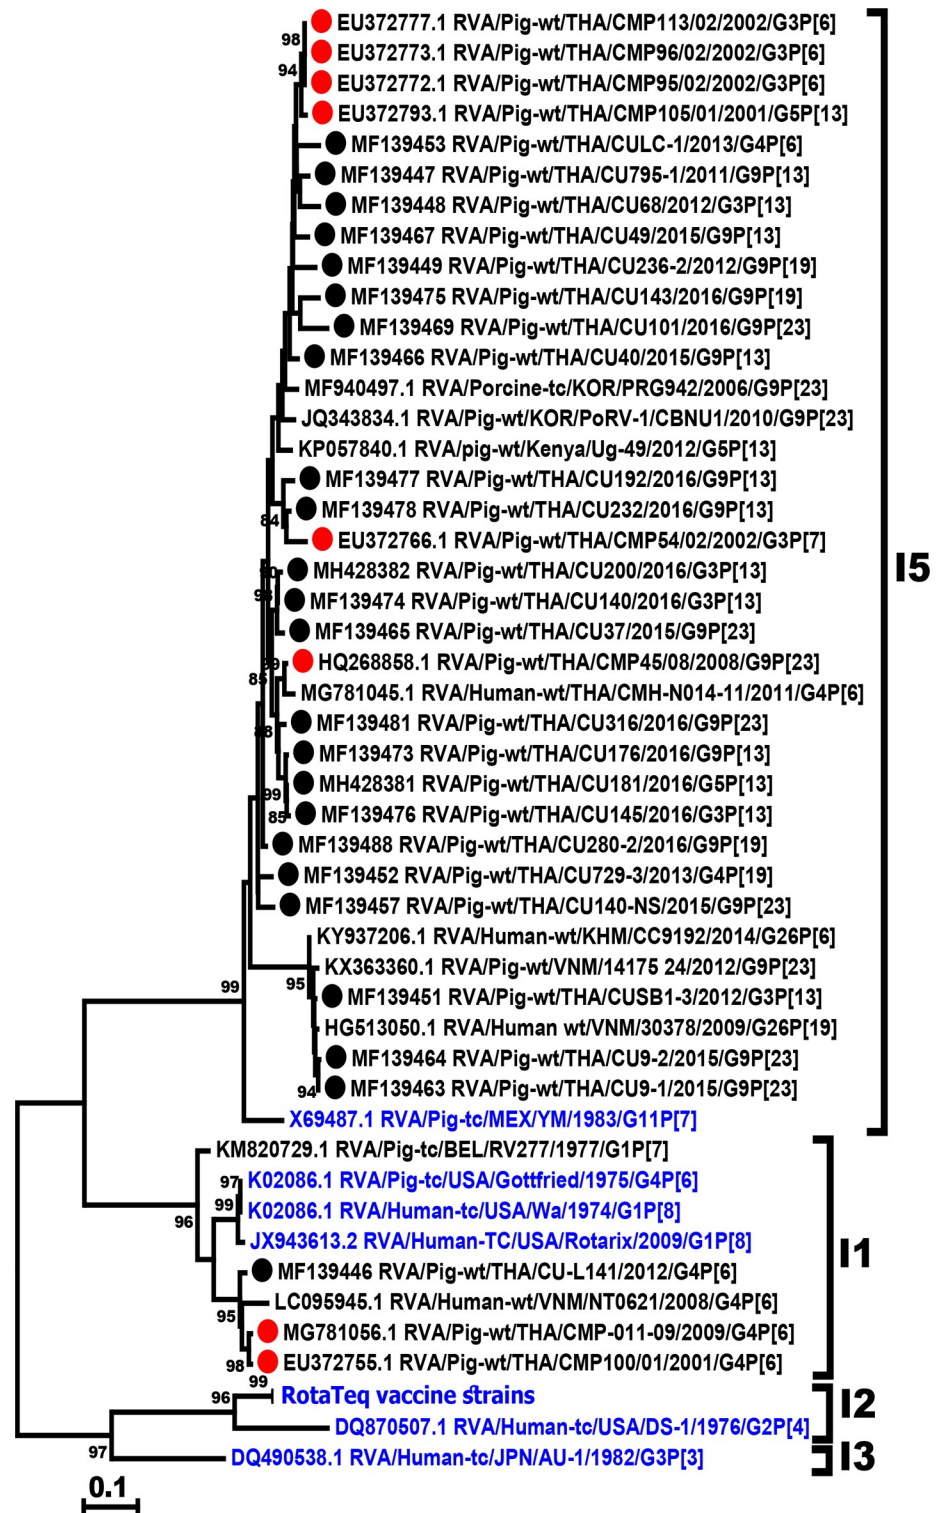 EU372777.1 RVA/Pig-wt/THA/CMP113/02/2002/G3P[6]
98
EU372773.1 RVA/Pig-wt/THA/CMP96/02/2002/G3P[6]
94
EU372772.1 RVA/Pig-wt/THA/CMP95/02/2002/G3P[6]
EU372793.1 RVA/Pig-wt/THA/CMP105/01/2001/G5P[13]
MF139453 RVA/Pig-wt/THA/CULC-1/2013/G4P[6]
MF139447 RVA/Pig-wt/THA/CU795-1/2011/G9P[13]
MF139448 RVA/Pig-wt/THA/CU68/2012/G3P[13]
MF139467 RVA/Pig-wt/THA/CU49/2015/G9P[13]
MF139449 RVA/Pig-wt/THA/CU236-2/2012/G9P[19]
MF139475 RVA/Pig-wt/THA/CU143/2016/G9P[19]
MF139469 RVA/Pig-wt/THA/CU101/2016/G9P[23]
MF139466 RVA/Pig-wt/THA/CU40/2015/G9P[13]
MF940497.1 RVA/Porcine-tc/KOR/PRG942/2006/G9P[23]
JQ343834.1 RVA/Pig-wt/KOR/PoRV-1/CBNU1/2010/G9P[23]
KP057840.1 RVA/pig-wt/Kenya/Ug-49/2012/G5P[13]
MF139477 RVA/Pig-wt/THA/CU192/2016/G9P[13]
MF139478 RVA/Pig-wt/THA/CU232/2016/G9P[13]
84
EU372766.1 RVA/Pig-wt/THA/CMP54/02/2002/G3P[7]
I5
MH428382 RVA/Pig-wt/THA/CU200/2016/G3P[13]
MF139474 RVA/Pig-wt/THA/CU140/2016/G3P[13]
MF139465 RVA/Pig-wt/THA/CU37/2015/G9P[23]
HQ268858.1 RVA/Pig-wt/THA/CMP45/08/2008/G9P[23]
85
MG781045.1 RVA/Human-wt/THA/CMH-N014-11/2011/G4P[6]
MF139481 RVA/Pig-wt/THA/CU316/2016/G9P[23]
MF139473 RVA/Pig-wt/THA/CU176/2016/G9P[13]
MH428381 RVA/Pig-wt/THA/CU181/2016/G5P[13]
99
MF139476 RVA/Pig-wt/THA/CU145/2016/G3P[13]
85
MF139488 RVA/Pig-wt/THA/CU280-2/2016/G9P[19]
MF139452 RVA/Pig-wt/THA/CU729-3/2013/G4P[19]
MF139457 RVA/Pig-wt/THA/CU140-NS/2015/G9P[23]
KY937206.1 RVA/Human-wt/KHM/CC9192/2014/G26P[6]
KX363360.1 RVA/Pig-wt/VNM/14175 24/2012/G9P[23]
95
99
MF139451 RVA/Pig-wt/THA/CUSB1-3/2012/G3P[13]
HG513050.1 RVA/Human wt/VNM/30378/2009/G26P[19]
MF139464 RVA/Pig-wt/THA/CU9-2/2015/G9P[23]
MF139463 RVA/Pig-wt/THA/CU9-1/2015/G9P[23]
94
X69487.1 RVA/Pig-tc/MEX/YM/1983/G11P[7]
KM820729.1 RVA/Pig-tc/BEL/RV277/1977/G1P[7]
97
K02086.1 RVA/Pig-tc/USA/Gottfried/1975/G4P[6]
99
K02086.1 RVA/Human-tc/USA/Wa/1974/G1P[8]
96
JX943613.2 RVA/Human-TC/USA/Rotarix/2009/G1P[8]
I1
MF139446 RVA/Pig-wt/THA/CU-L141/2012/G4P[6]
LC095945.1 RVA/Human-wt/VNM/NT0621/2008/G4P[6]
95
MG781056.1 RVA/Pig-wt/THA/CMP-011-09/2009/G4P[6]
EU372755.1 RVA/Pig-wt/THA/CMP100/01/2001/G4P[6]
98
99
96
RotaTeq vaccine strains
I2
DQ870507.1 RVA/Human-tc/USA/DS-1/1976/G2P[4]
97
DQ490538.1 RVA/Human-tc/JPN/AU-1/1982/G3P[3]
I3
0.1